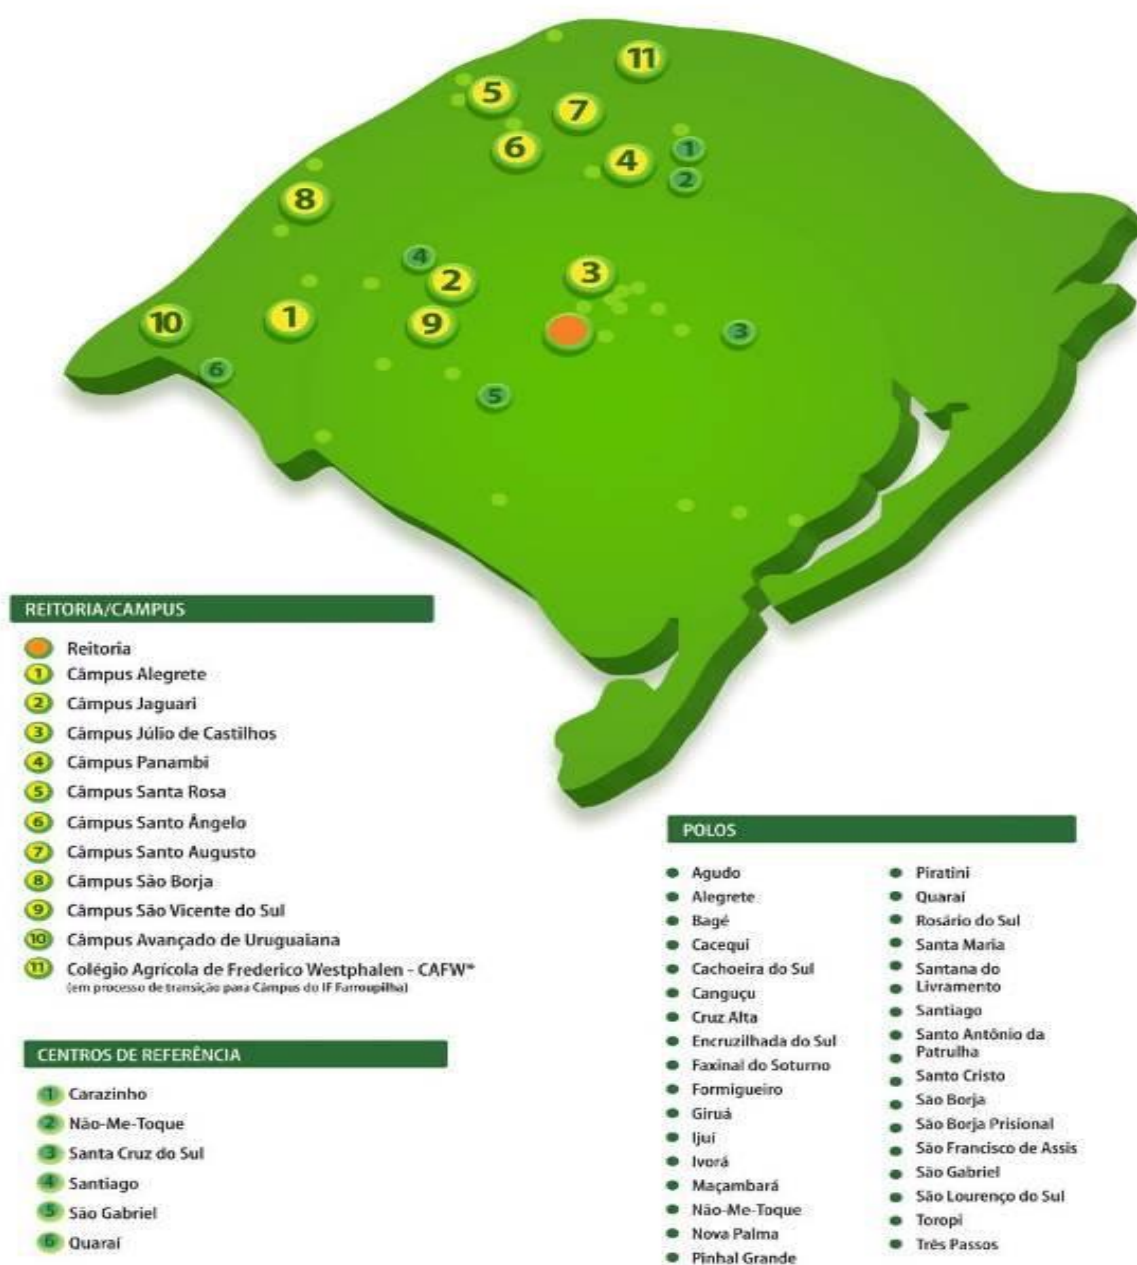 11
5
7
6
4
1
2
8
4
2
3
10
1
9
3
6
5
REITORIA/CAMPUS
Reitoria
1 Câmpus Alegrete
2 Câmpus Jaguari
3 Câmpus Júlio de Castilhos
4 Câmpus Panambi
5 Câmpus Santa Rosa
6 Câmpus Santo Ângelo
7 Câmpus Santo Augusto
8 Câmpus São Borja
9 Câmpus São Vicente do Sul
10 Câmpus Avançado de Uruguaiana
11 Colégio Agrícola de Frederico Westphalen - CAFW*
(em processo de transição para Câmpus do IF Farroupilha)
CENTROS DE REFERÊNCIA
1 Carazinho
2 Não-Me-Toque
3 Santa Cruz do Sul
4 Santiago
5 São Gabriel
6 Quaraí
POLOS
Agudo
Alegrete
Bagé
Cacequi
Cachoeira do Sul
Canguçu
Cruz Alta
Encruzilhada do Sul
Faxinal do Soturno
Formigueiro
Giruá
Ijuí
Ivorá
Maçambará
Não-Me-Toque
Nova Palma
Pinhal Grande
Piratini
Quaraí
Rosário do Sul
Santa Maria
Santana do
Livramento
Santiago
Santo Antônio da
Patrulha
Santo Cristo
São Borja
São Borja Prisional
São Francisco de Assis
São Gabriel
São Lourenço do Sul
Toropi
Três Passos